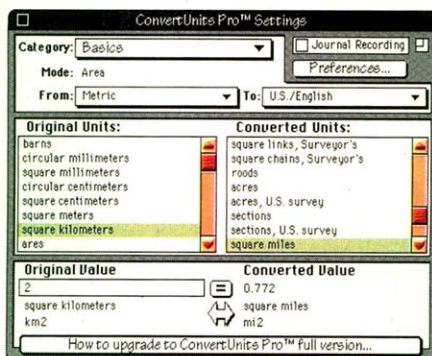 ConvertUnits Pro™ Settings
Category: Basics
Journal Recording
Mode: Area
Preferences...
From: Metric To: U.S./English
Original Units:
barns
circular millimeters
square millimeters
circular centimeters
square centimeters
square meters
square kilometers
ares
Converted Units:
square links, Surveyor's
square chains, Surveyor's
roods
acres
acres, U.S. survey
sections
sections, U.S. survey
square miles
Original Value
2
square kilometers
km2
=
Converted Value
0.772
square miles
mi2
How to upgrade to ConvertUnits Pro™ full version...